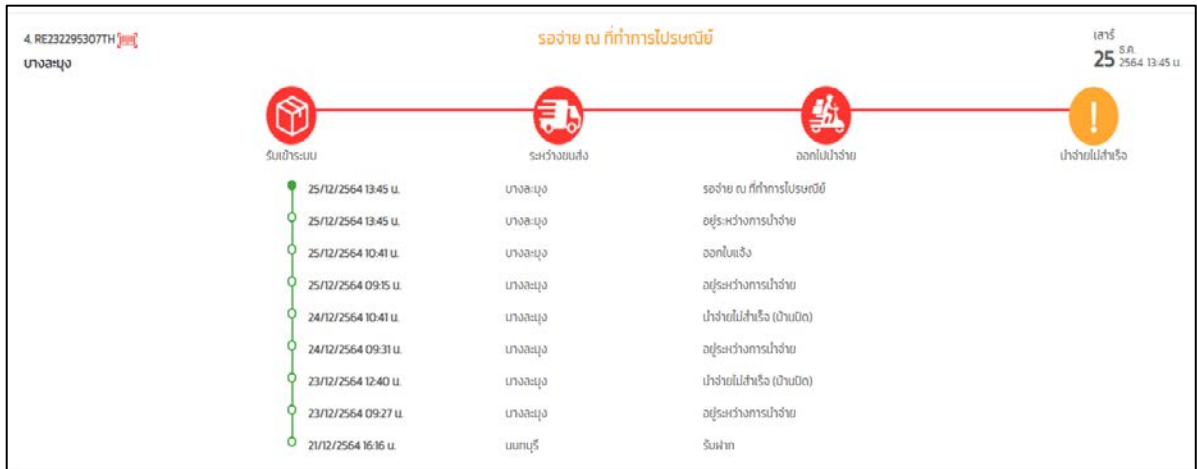 4. RE232295307TH
รอจ่าย ณ ที่ทำการไปรษณีย์
เสาร์
25 ธ.ค. 2564 13:45 น.
บางละมุง
รับเข้าระบบ ระหว่างขนส่ง ออกไปนำจ่าย นำจ่ายไม่สำเร็จ
25/12/2564 13:45 น. บางละมุง รอจ่าย ณ ที่ทำการไปรษณีย์
25/12/2564 13:45 น. บางละมุง อยู่ระหว่างการนำจ่าย
25/12/2564 10:41 น. บางละมุง ออกใบแจ้ง
25/12/2564 09:15 น. บางละมุง อยู่ระหว่างการนำจ่าย
24/12/2564 10:41 น. บางละมุง นำจ่ายไม่สำเร็จ (บ้านปิด)
24/12/2564 09:31 น. บางละมุง อยู่ระหว่างการนำจ่าย
23/12/2564 12:40 น. บางละมุง นำจ่ายไม่สำเร็จ (บ้านปิด)
23/12/2564 09:27 น. บางละมุง อยู่ระหว่างการนำจ่าย
21/12/2564 16:16 น. นนทบุรี รับฝาก